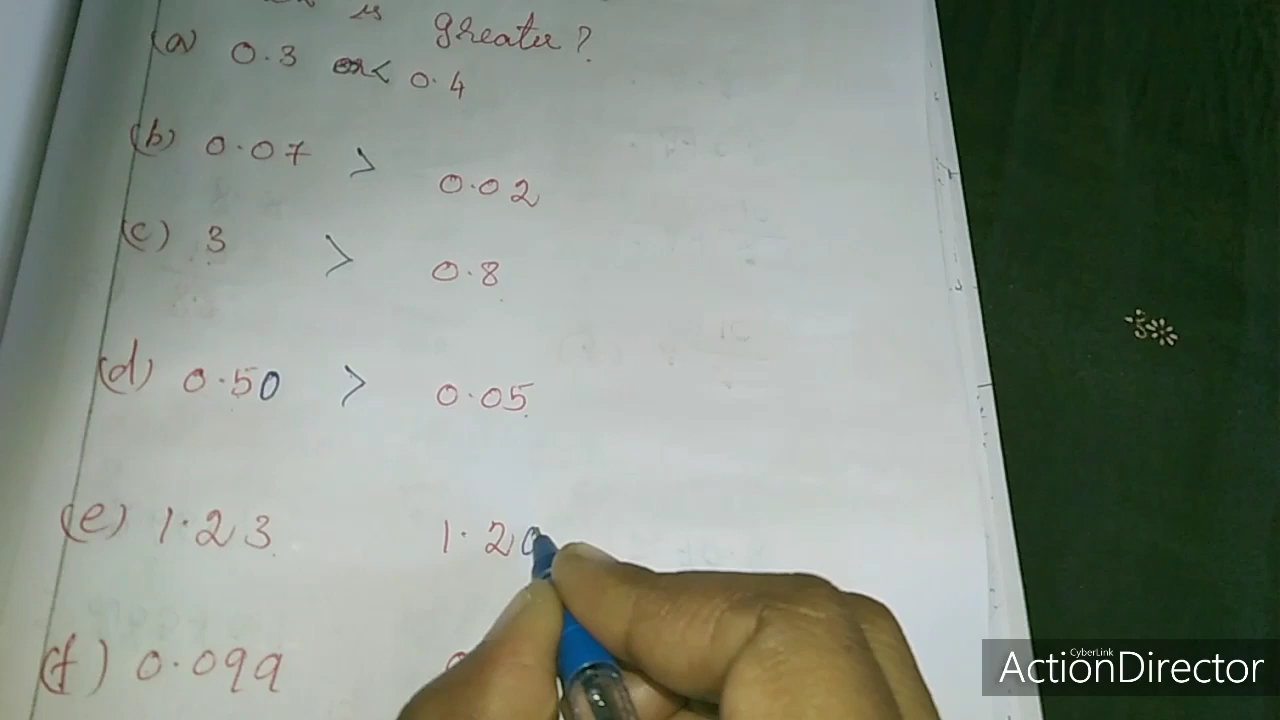 is greater?
(a) 0.3 < 0.4
(b) 0.07 > 0.02
(c) 3 > 0.8
(d) 0.50 > 0.05
(e) 1.23 1.20
(f) 0.099
CyberLink
ActionDirector